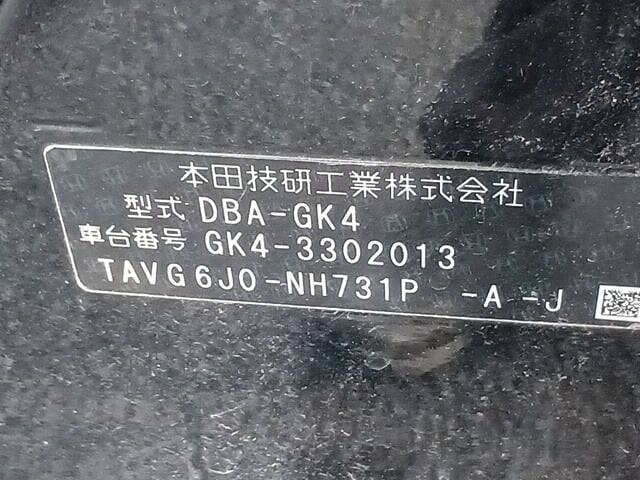 本田技研工業株式会社
型式 DBA-GK4
車台番号 GK4-3302013
TAVG6J0-NH731P -A -J